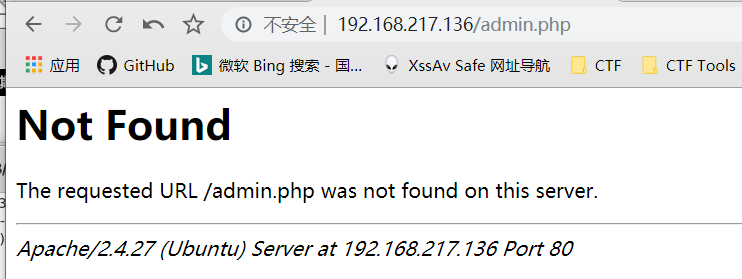 不安全 | 192.168.217.136/admin.php
应用 GitHub 微软 Bing 搜索 - 国... XssAv Safe 网址导航 CTF CTF Tools
Not Found
The requested URL /admin.php was not found on this server.
Apache/2.4.27 (Ubuntu) Server at 192.168.217.136 Port 80